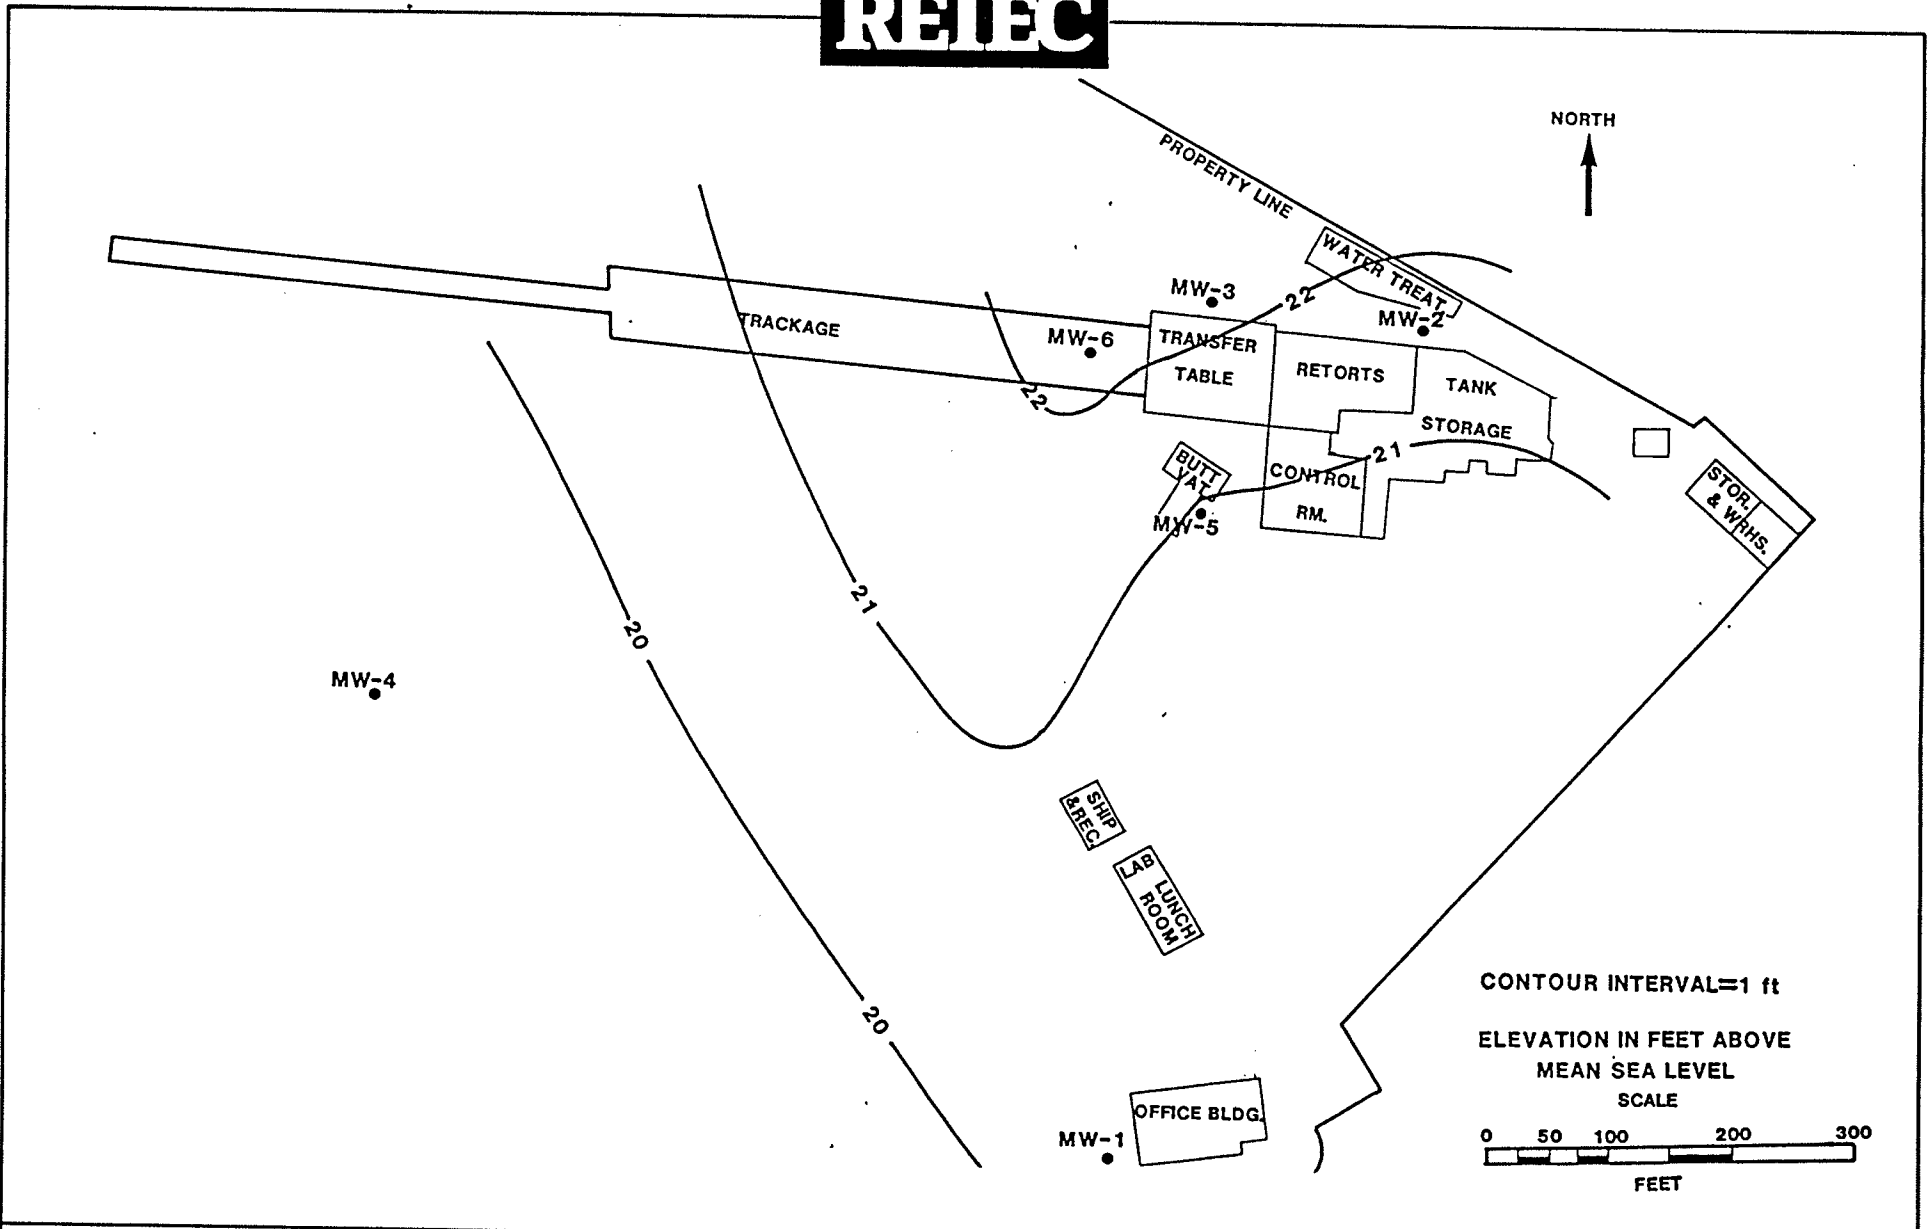 RETEC
NORTH
PROPERTY LINE
WATER TREAT
MW-3
22
MW-2
TRACKAGE
MW-6
TRANSFER
TABLE
RETORTS
TANK
STORAGE
22
21
BUTT
VAT.
CONTROL
RM.
MW-5
STOR.
& WRHS.
21
20
MW-4
SHIP
&REC.
LAB
LUNCH
ROOM
20
CONTOUR INTERVAL=1 ft
ELEVATION IN FEET ABOVE
MEAN SEA LEVEL
SCALE
OFFICE BLDG.
MW-1
0 50 100 200 300
FEET